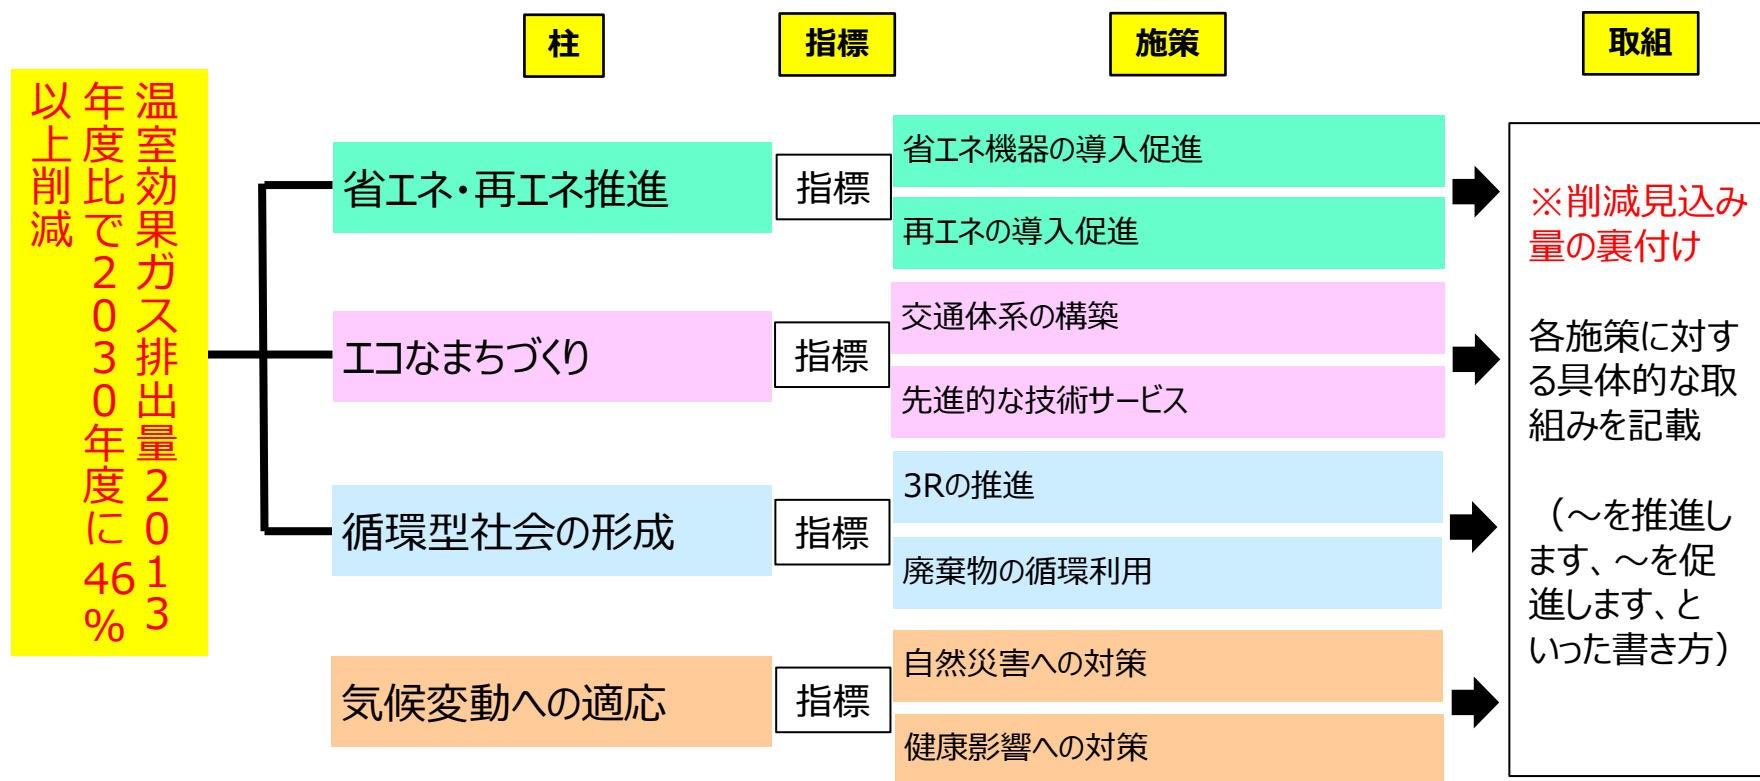 柱
指標
施策
取組
温室効果ガス排出量2013
年度比で2030年度に46%
以上削減
省エネ・再エネ推進
指標
省エネ機器の導入促進
再エネの導入促進
エコなまちづくり
指標
交通体系の構築
先進的な技術サービス
循環型社会の形成
指標
3Rの推進
廃棄物の循環利用
気候変動への適応
指標
自然災害への対策
健康影響への対策
※削減見込み
量の裏付け
各施策に対す
る具体的な取
組みを記載
（～を推進し
ます、～を促
進します、と
いった書き方）